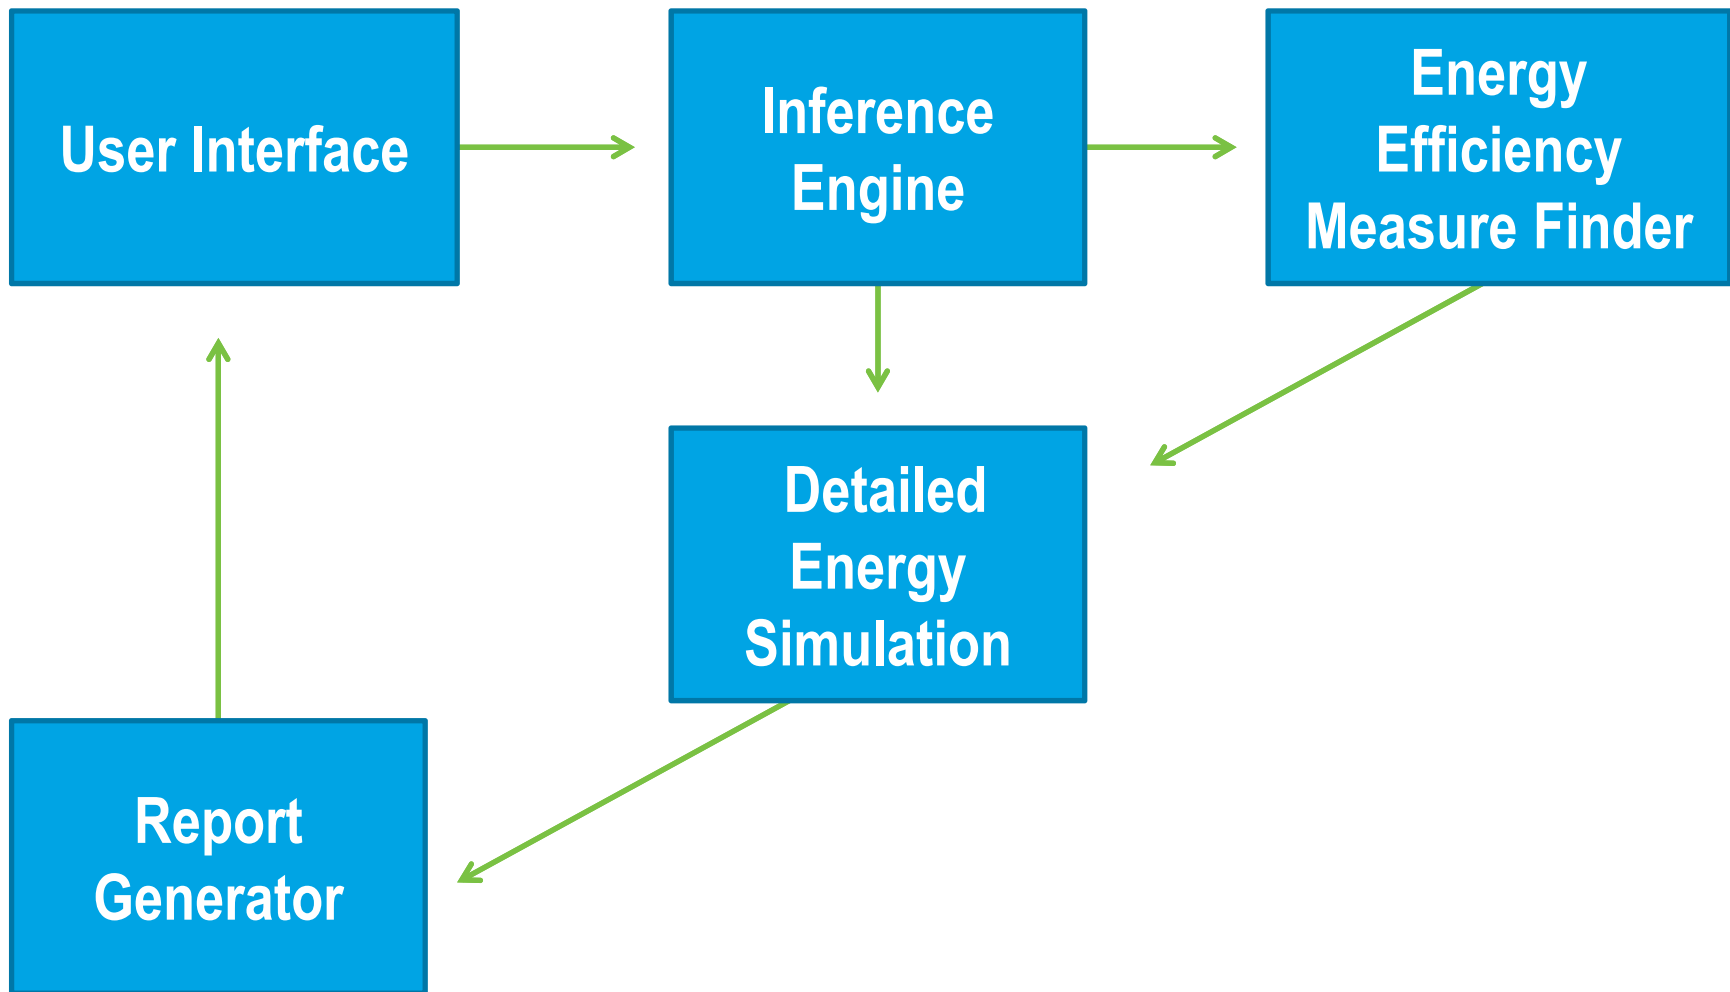 User Interface
Inference
Engine
Energy
Efficiency
Measure Finder
Detailed
Energy
Simulation
Report
Generator